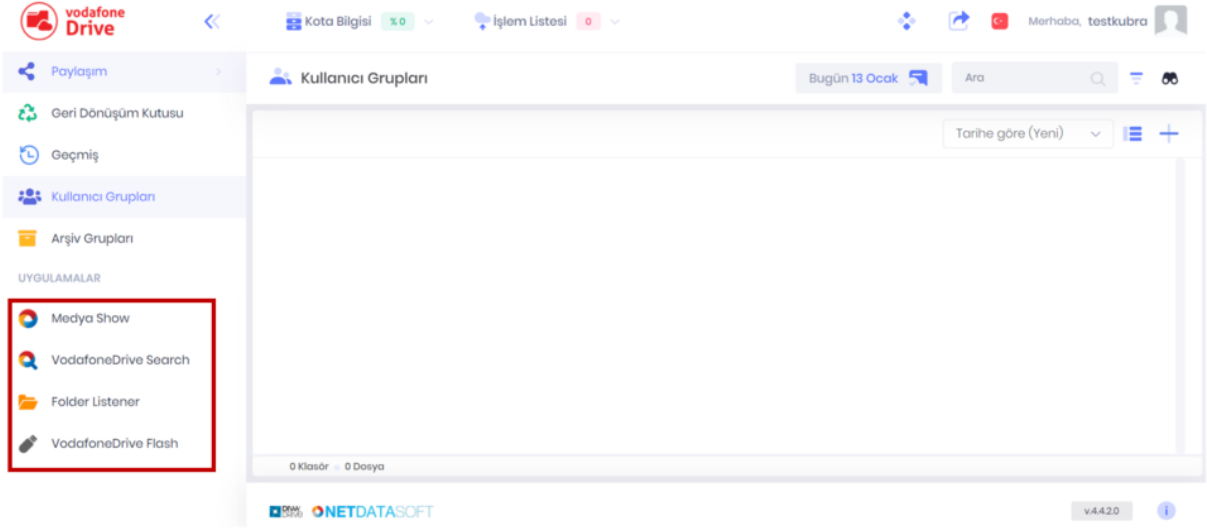 vodafone
Drive
Kota Bilgisi %0
İşlem Listesi 0
Merhaba, testkubra
Paylaşım
Geri Dönüşüm Kutusu
Geçmiş
Kullanıcı Grupları
Arşiv Grupları
UYGULAMALAR
Medya Show
VodafoneDrive Search
Folder Listener
VodafoneDrive Flash
Kullanıcı Grupları
Bugün 13 Ocak
Ara
Tarihe göre (Yeni)
0 Klasör 0 Dosya
NETDATASOFT
v.4.4.2.0